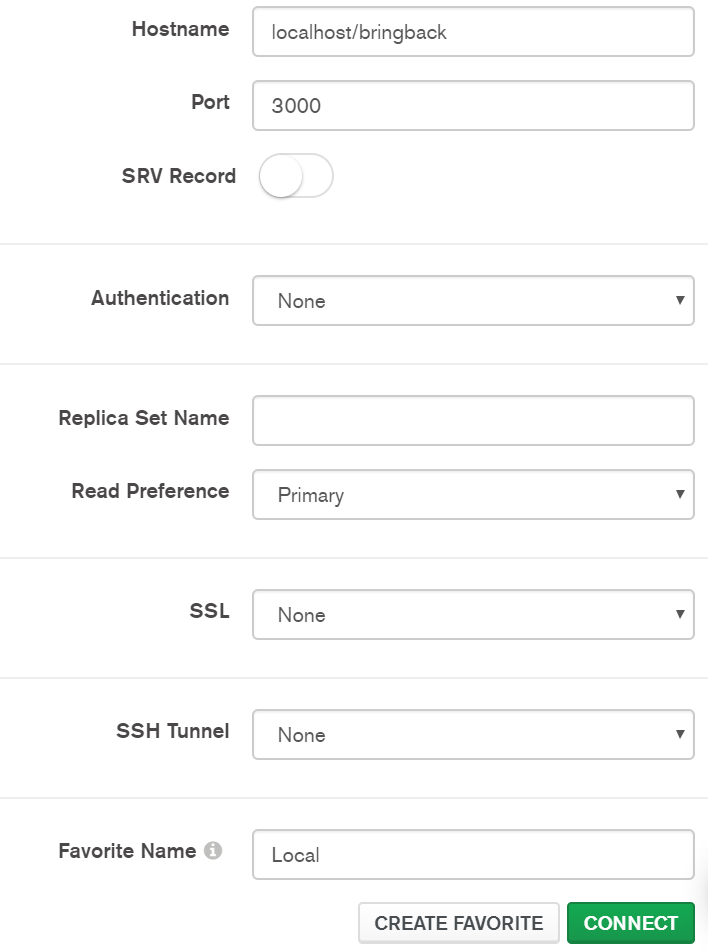 Hostname localhost/bringback
Port 3000
SRV Record
Authentication None
Replica Set Name
Read Preference Primary
SSL None
SSH Tunnel None
Favorite Name Local
CREATE FAVORITE CONNECT